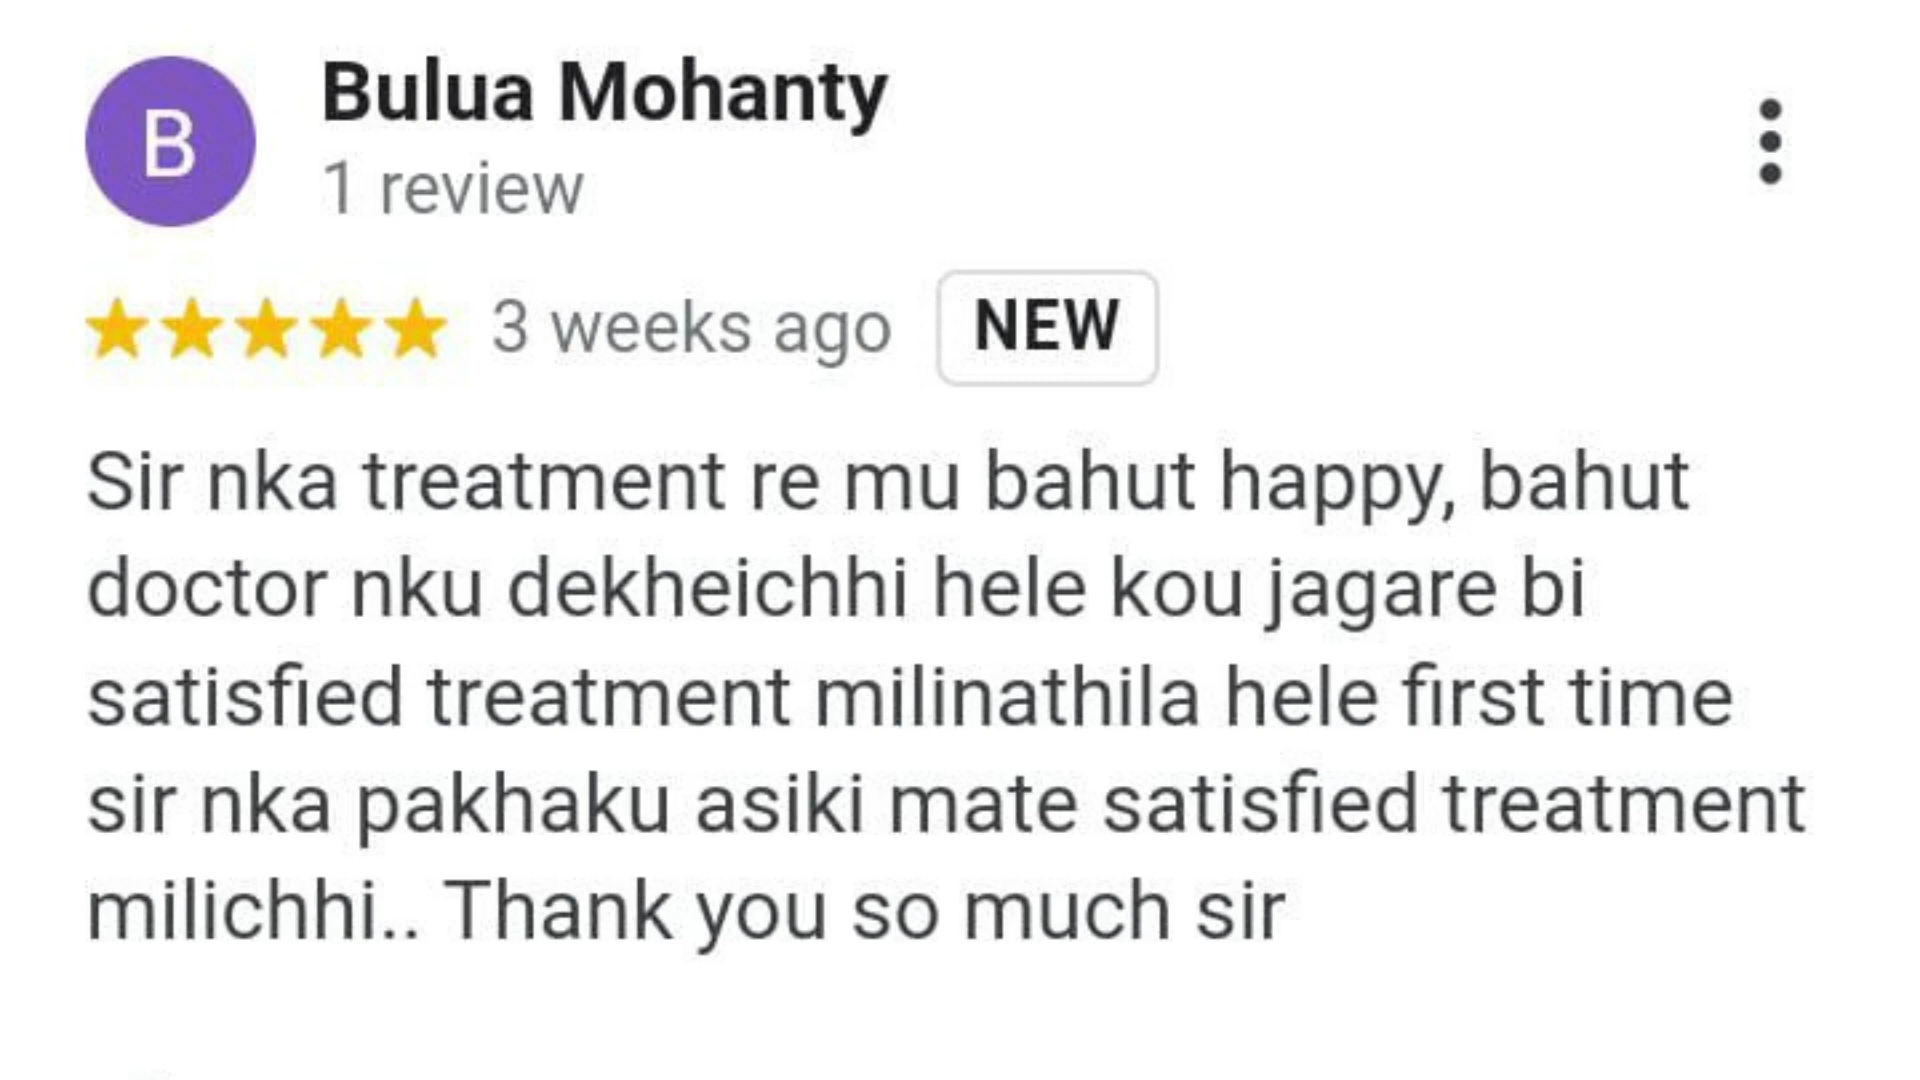 B
Bulua Mohanty
1 review
3 weeks ago NEW
Sir nka treatment re mu bahut happy, bahut
doctor nku dekheichhi hele kou jagare bi
satisfied treatment milinathila hele first time
sir nka pakhaku asiki mate satisfied treatment
milichhi.. Thank you so much sir